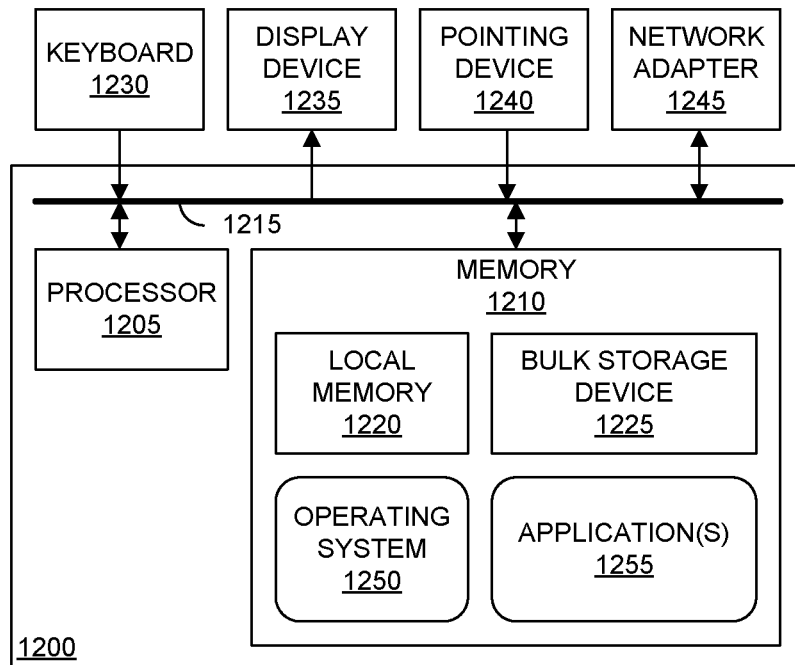 KEYBOARD
1230
DISPLAY
DEVICE
1235
POINTING
DEVICE
1240
NETWORK
ADAPTER
1245
1215
PROCESSOR
1205
MEMORY
1210
LOCAL
MEMORY
1220
BULK STORAGE
DEVICE
1225
OPERATING
SYSTEM
1250
APPLICATION(S)
1255
1200